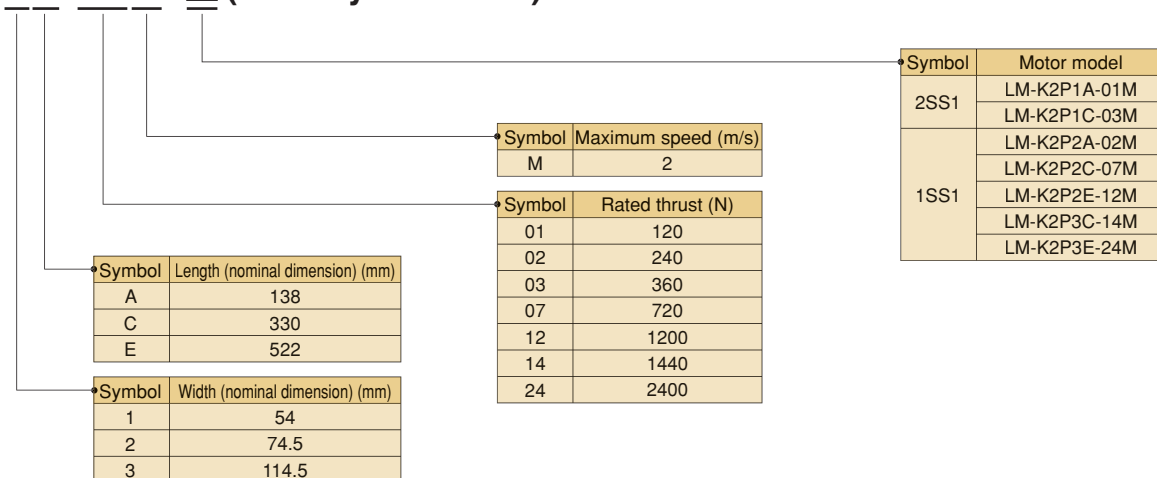 Symbol Motor model
2SS1 LM-K2P1A-01M
LM-K2P1C-03M
1SS1 LM-K2P2A-02M
LM-K2P2C-07M
LM-K2P2E-12M
LM-K2P3C-14M
LM-K2P3E-24M
Symbol Maximum speed (m/s)
M 2
Symbol Rated thrust (N)
01 120
02 240
03 360
07 720
12 1200
14 1440
24 2400
Symbol Length (nominal dimension) (mm)
A 138
C 330
E 522
Symbol Width (nominal dimension) (mm)
1 54
2 74.5
3 114.5